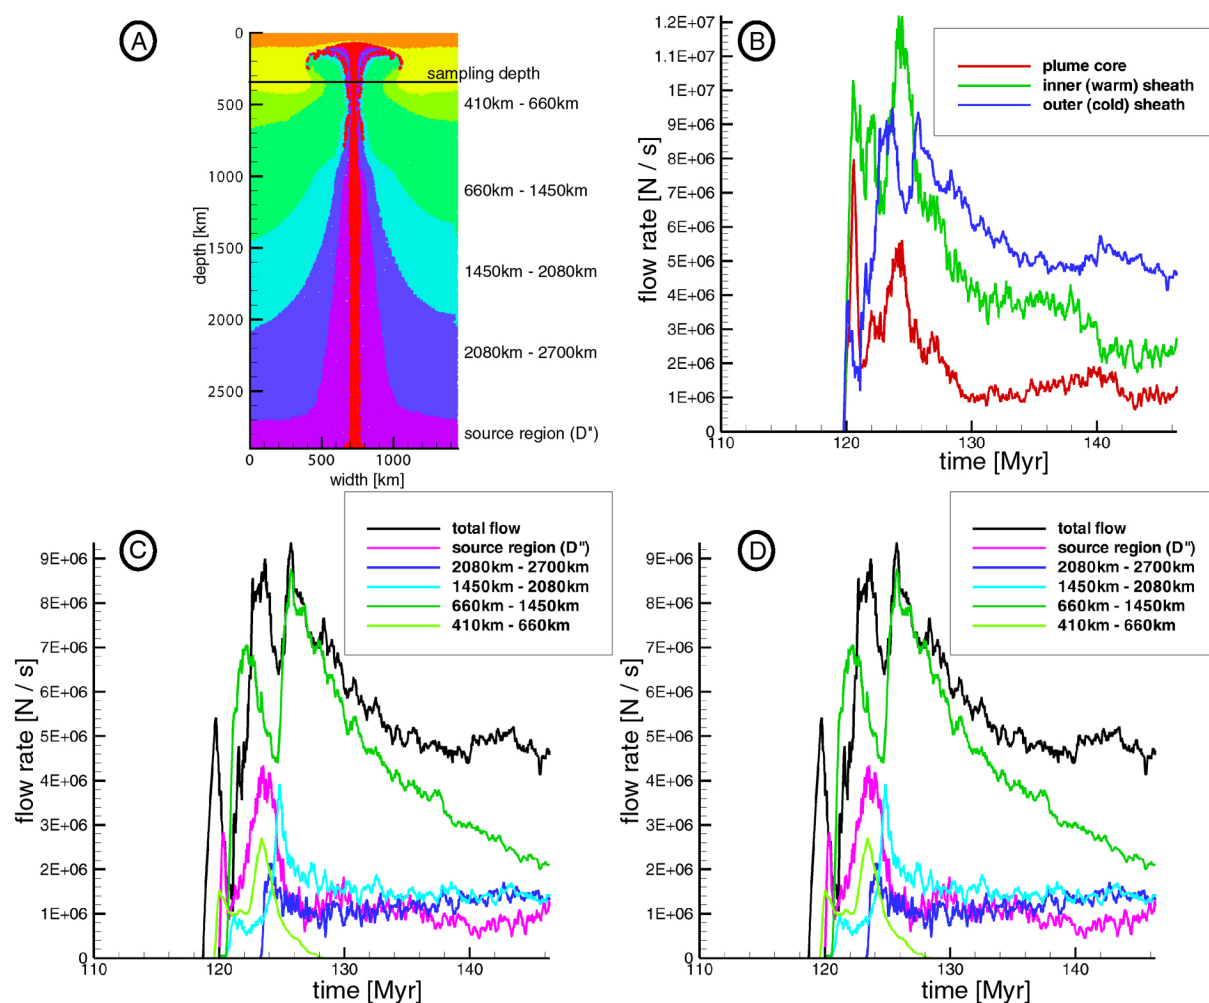 A
0
500
1000
1500
2000
2500
depth [km]
sampling depth
410km - 660km
660km - 1450km
1450km - 2080km
2080km - 2700km
source region (D")
0
500
1000
width [km]
B
1.2E+07
1.1E+07
1E+07
9E+06
8E+06
7E+06
6E+06
5E+06
4E+06
3E+06
2E+06
1E+06
0
flow rate [N / s]
plume core
inner (warm) sheath
outer (cold) sheath
110
120
130
140
time [Myr]
C
total flow
source region (D")
2080km - 2700km
1450km - 2080km
660km - 1450km
410km - 660km
9E+06
8E+06
7E+06
6E+06
5E+06
4E+06
3E+06
2E+06
1E+06
0
flow rate [N / s]
110
120
130
140
time [Myr]
D
total flow
source region (D")
2080km - 2700km
1450km - 2080km
660km - 1450km
410km - 660km
9E+06
8E+06
7E+06
6E+06
5E+06
4E+06
3E+06
2E+06
1E+06
0
flow rate [N / s]
110
120
130
140
time [Myr]